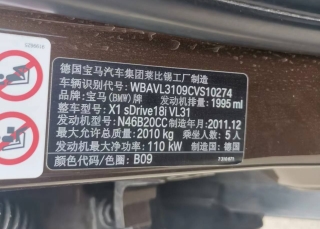 德国宝马汽车集团莱比锡工厂制造
车辆识别代号: WBAVL3109CVS10274
发动机排量: 1995 ml
品牌: 宝马(BMW)牌
整车型号: X1 sDrive18i VL31
发动机型号: N46B20CC 制造年月: 2011.12
最大允许总质量: 2010 kg 乘坐人数: 5 人
发动机最大净功率: 110 kW 制造国: 德国
颜色代码/色: B09